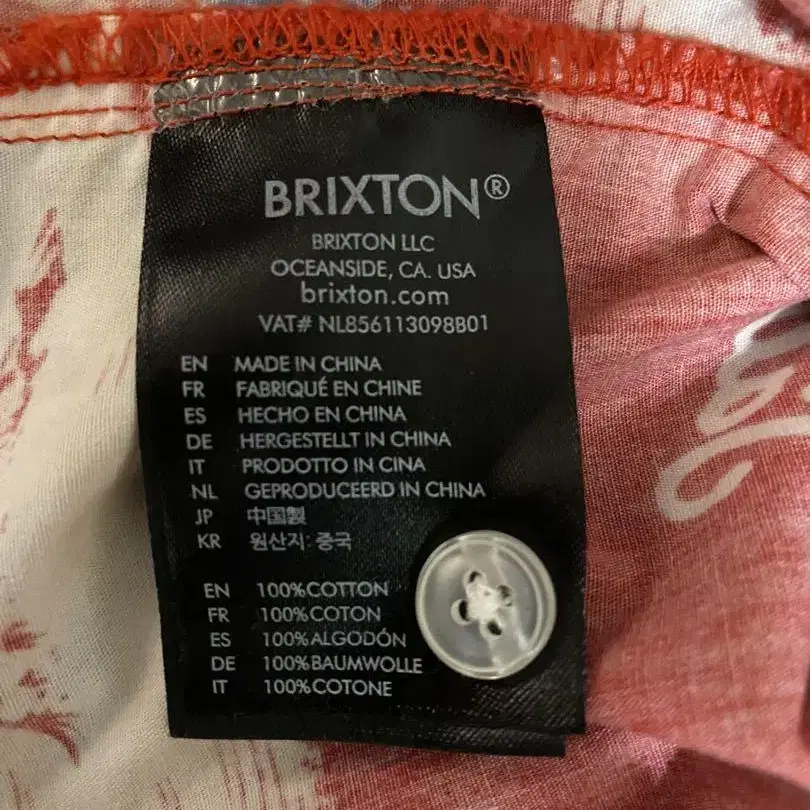 BRIXTON®
BRIXTON LLC
OCEANSIDE, CA. USA
brixton.com
VAT# NL856113098B01
EN MADE IN CHINA
FR FABRIQUÉ EN CHINE
ES HECHO EN CHINA
DE HERGESTELLT IN CHINA
IT PRODOTTO IN CINA
NL GEPRODUCEERD IN CHINA
JP 中国製
KR 원산지: 중국
EN 100%COTTON
FR 100%COTON
ES 100%ALGODÓN
DE 100%BAUMWOLLE
IT 100%COTONE